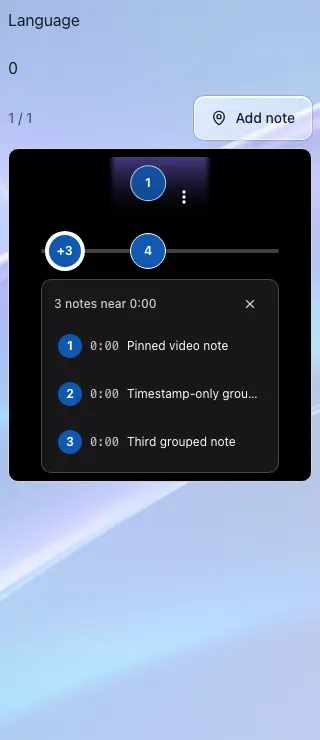 Language
0
1 / 1
Add note
1
+3
4
3 notes near 0:00
1 0:00 Pinned video note
2 0:00 Timestamp-only grou...
3 0:00 Third grouped note